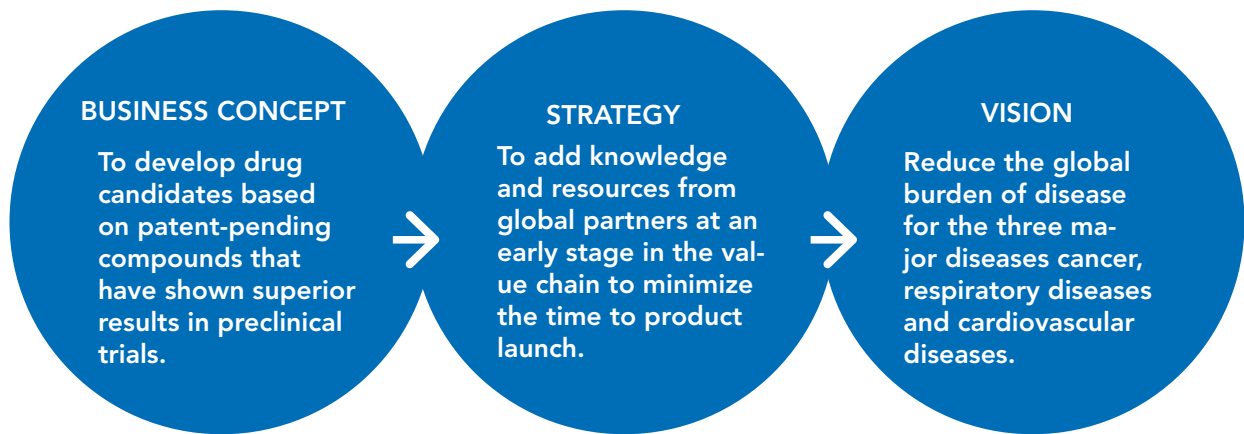 BUSINESS CONCEPT
To develop drug
candidates based
on patent-pending
compounds that
have shown superior
results in preclinical
trials.
STRATEGY
To add knowledge
and resources from
global partners at an
early stage in the val-
ue chain to minimize
the time to product
launch.
VISION
Reduce the global
burden of disease
for the three ma-
jor diseases cancer,
respiratory diseases
and cardiovascular
diseases.